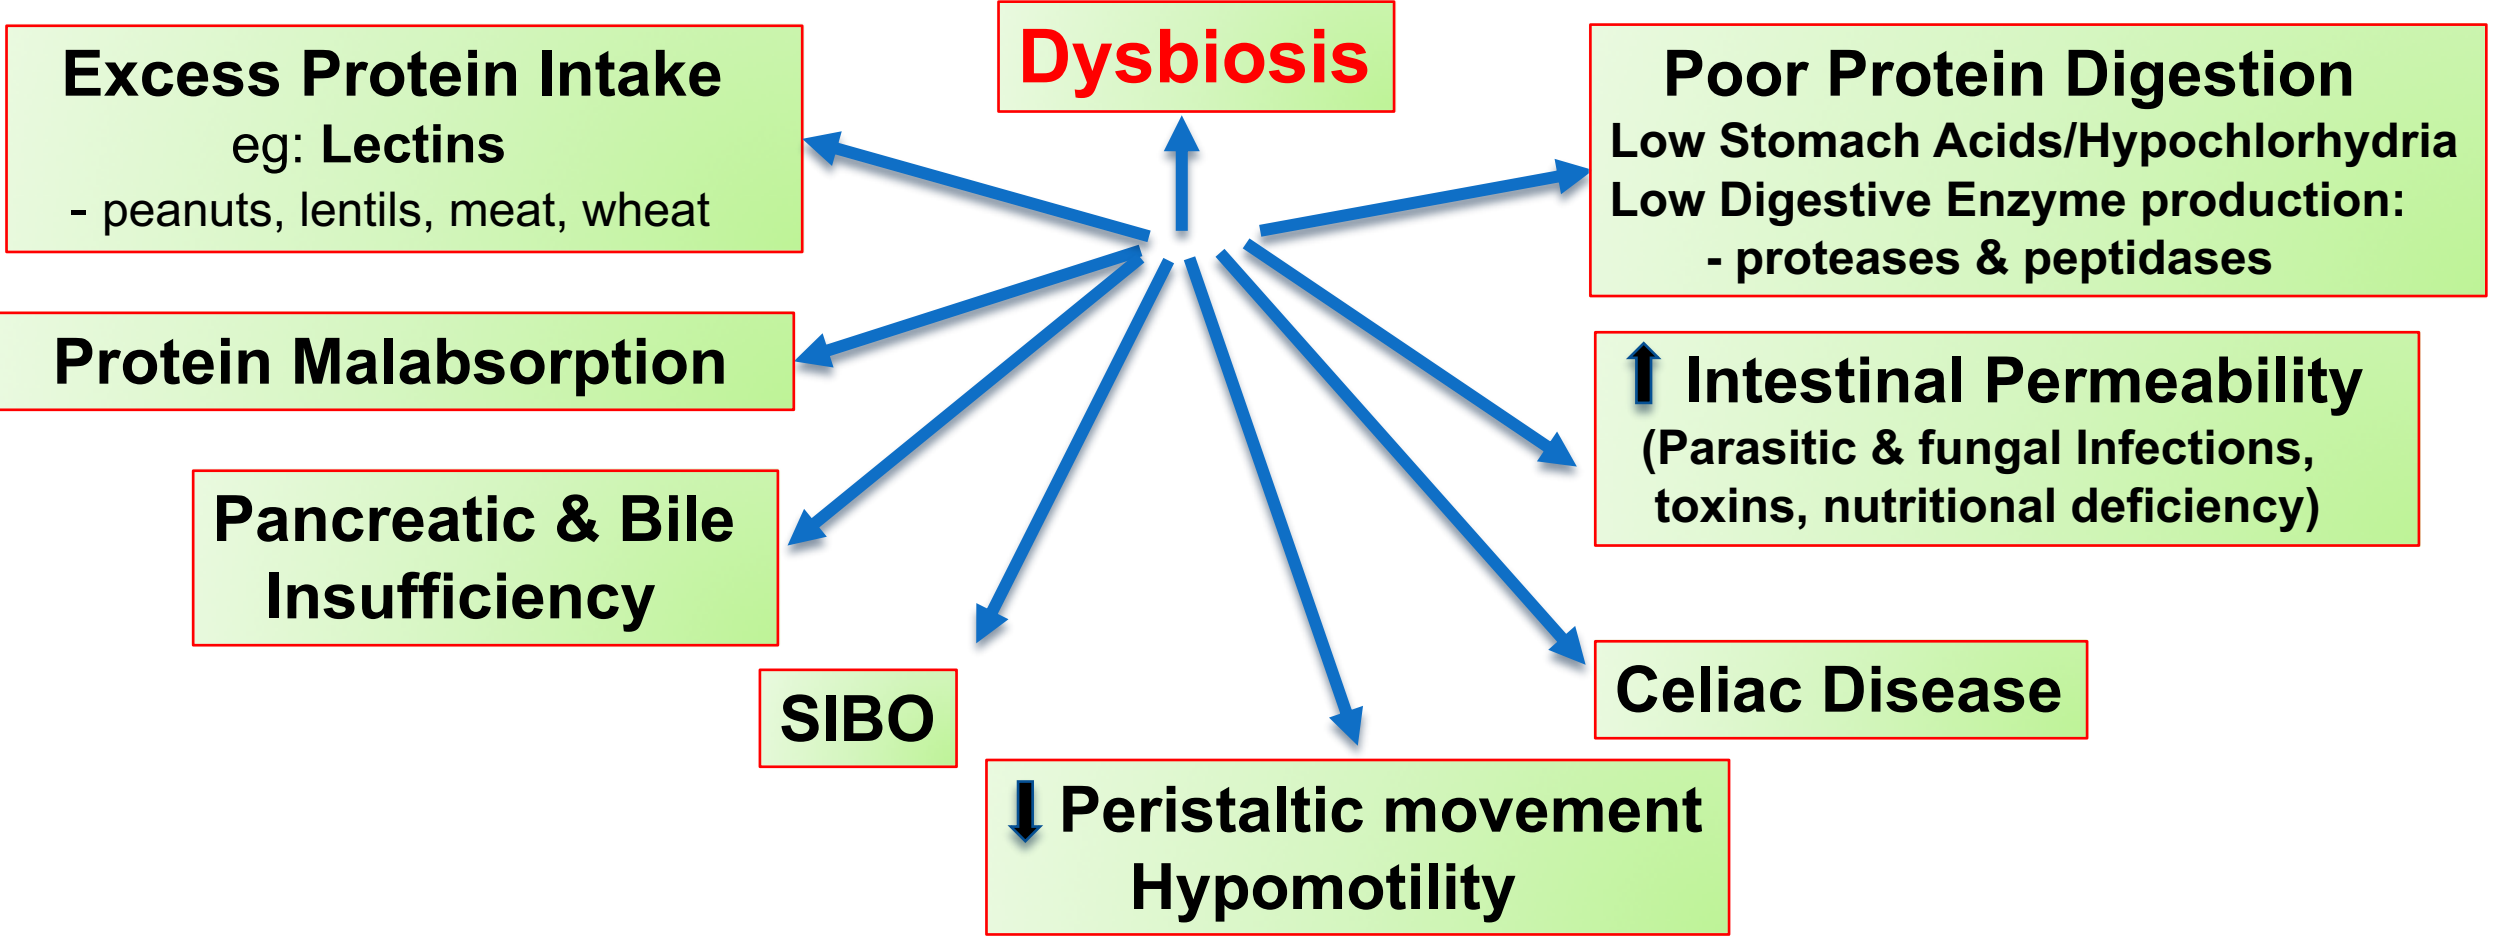 Dysbiosis
Excess Protein Intake
eg: Lectins
- peanuts, lentils, meat, wheat
Poor Protein Digestion
Low Stomach Acids/Hypochlorhydria
Low Digestive Enzyme production:
- proteases & peptidases
Protein Malabsorption
Intestinal Permeability
(Parasitic & fungal Infections,
toxins, nutritional deficiency)
Pancreatic & Bile
Insufficiency
SIBO
Celiac Disease
Peristaltic movement
Hypomotility